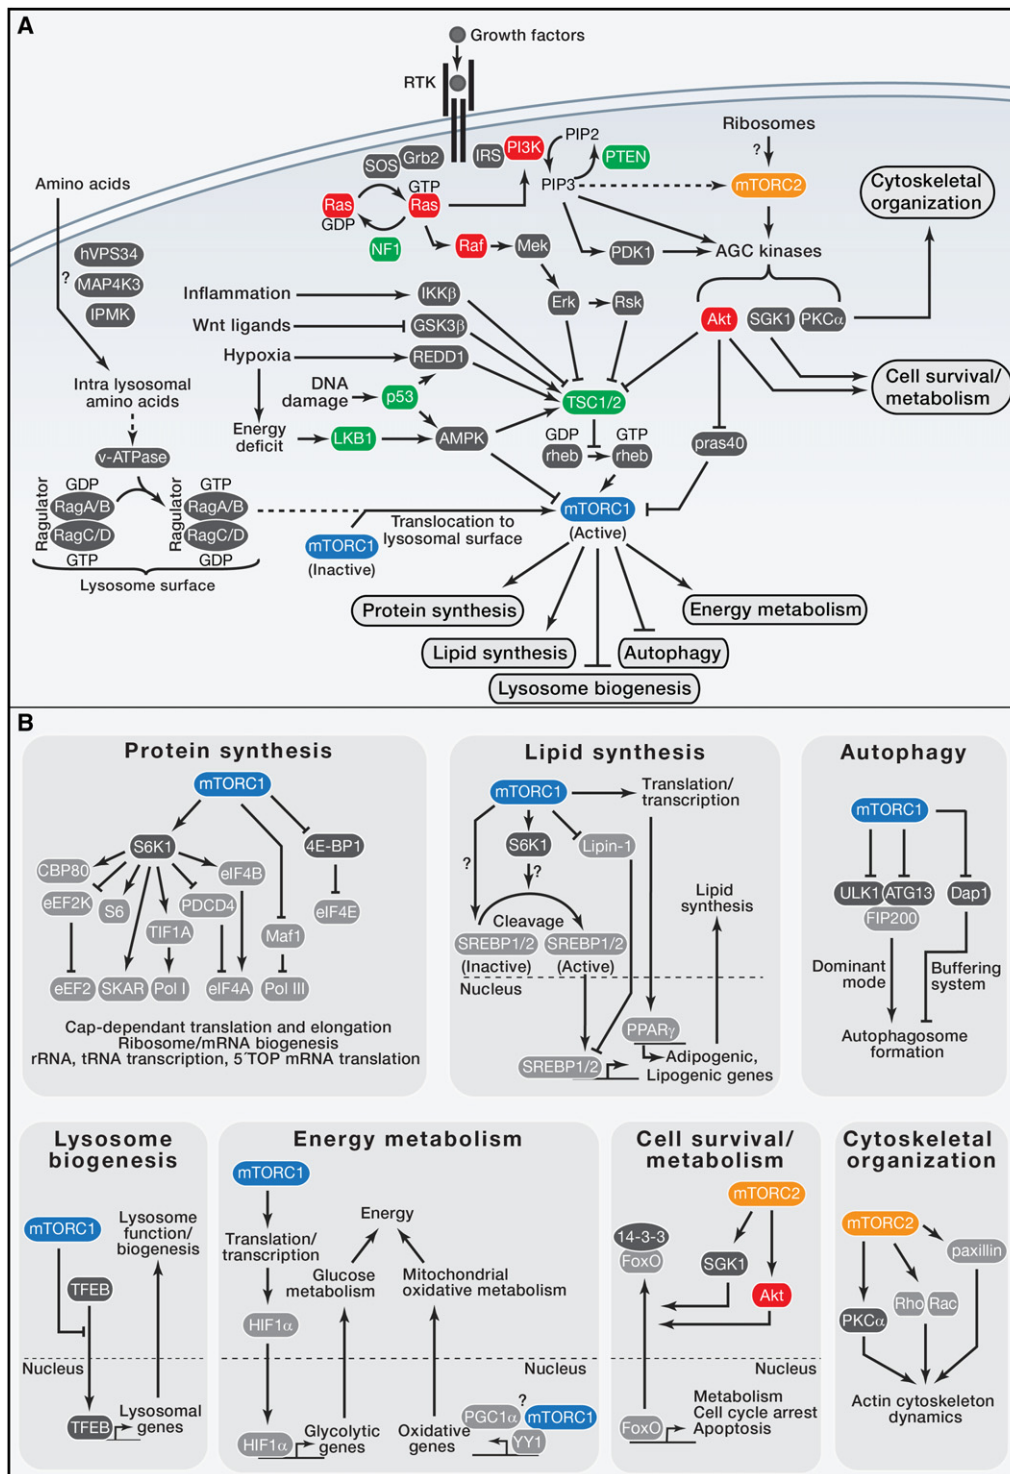 A
Growth factors
RTK
Ribosomes
?
SOS
Grb2
IRS
PI3K
PIP2
PTEN
PIP3
mTORC2
Cytoskeletal
organization
Amino acids
Ras
GDP
GTP
Ras
NF1
Raf
Mek
PDK1
AGC kinases
?
hVPS34
MAP4K3
IPMK
Inflammation
IKKβ
Erk
Rsk
Akt
SGK1
PKCα
Wnt ligands
GSK3β
Hypoxia
REDD1
Cell survival/
metabolism
DNA
damage
p53
TSC1/2
Intra lysosomal
amino acids
Energy
deficit
LKB1
AMPK
GDP
rheb
GTP
rheb
pras40
v-ATPase
Ragulator
GDP
RagA/B
RagC/D
GTP
Ragulator
GTP
RagA/B
RagC/D
GDP
Lysosome surface
Translocation to
lysosomal surface
mTORC1
(Inactive)
mTORC1
(Active)
Protein synthesis
Energy metabolism
Lipid synthesis
Autophagy
Lysosome biogenesis
B
Protein synthesis
mTORC1
S6K1
4E-BP1
CBP80
eEF2K
S6
TIF1A
PDCD4
eIF4B
eIF4E
Maf1
eEF2
SKAR
Pol I
eIF4A
Pol III
Cap-dependant translation and elongation
Ribosome/mRNA biogenesis
rRNA, tRNA transcription, 5´TOP mRNA translation
Lipid synthesis
mTORC1
Translation/
transcription
S6K1
Lipin-1
?
?
Cleavage
Lipid
synthesis
SREBP1/2
(Inactive)
SREBP1/2
(Active)
Nucleus
PPARγ
SREBP1/2
Adipogenic,
Lipogenic genes
Autophagy
mTORC1
ULK1
ATG13
FIP200
Dap1
Dominant
mode
Buffering
system
Autophagosome
formation
Lysosome
biogenesis
mTORC1
Lysosome
function/
biogenesis
TFEB
Nucleus
TFEB
Lysosomal
genes
Energy metabolism
mTORC1
Energy
Translation/
transcription
Glucose
metabolism
Mitochondrial
oxidative metabolism
HIF1α
Nucleus
HIF1α
Glycolytic
genes
Oxidative
genes
?
PGC1α
mTORC1
YY1
Cell survival/
metabolism
mTORC2
14-3-3
FoxO
SGK1
Akt
Nucleus
FoxO
Metabolism
Cell cycle arrest
Apoptosis
Cytoskeletal
organization
mTORC2
paxillin
Rho
Rac
PKCα
Actin cytoskeleton
dynamics